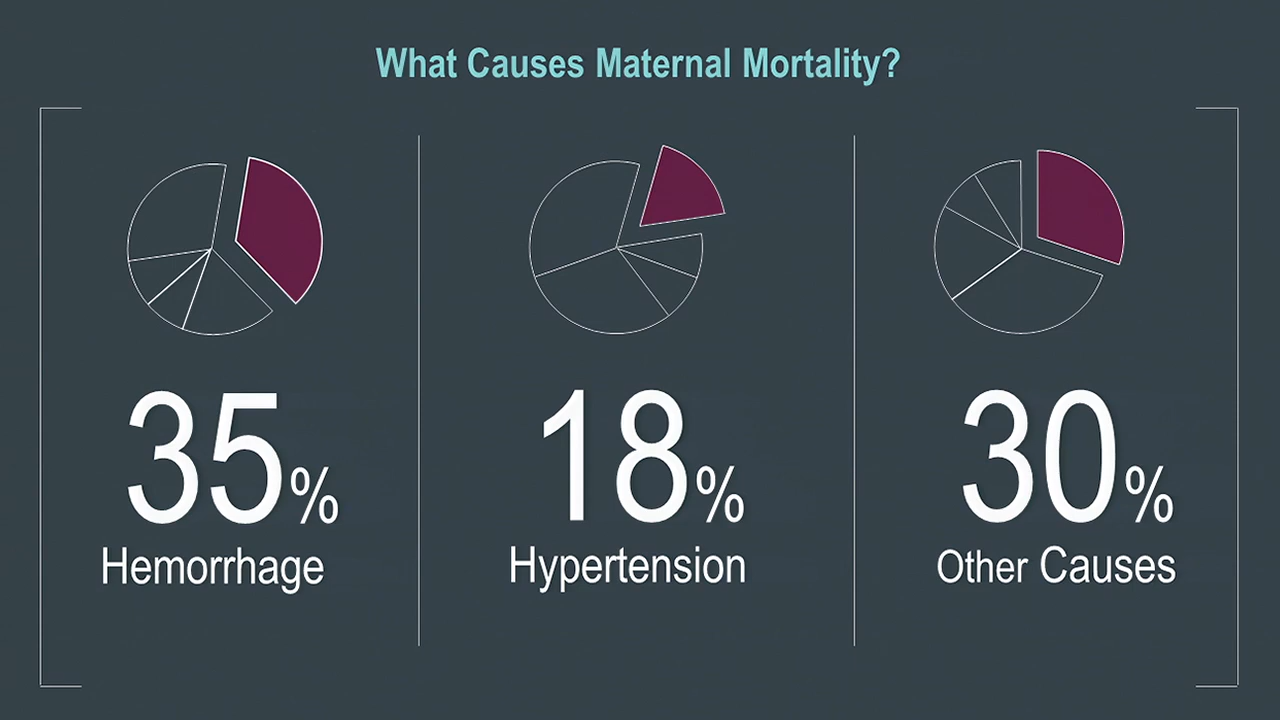 What Causes Maternal Mortality?
35%
Hemorrhage
18%
Hypertension
30%
Other Causes